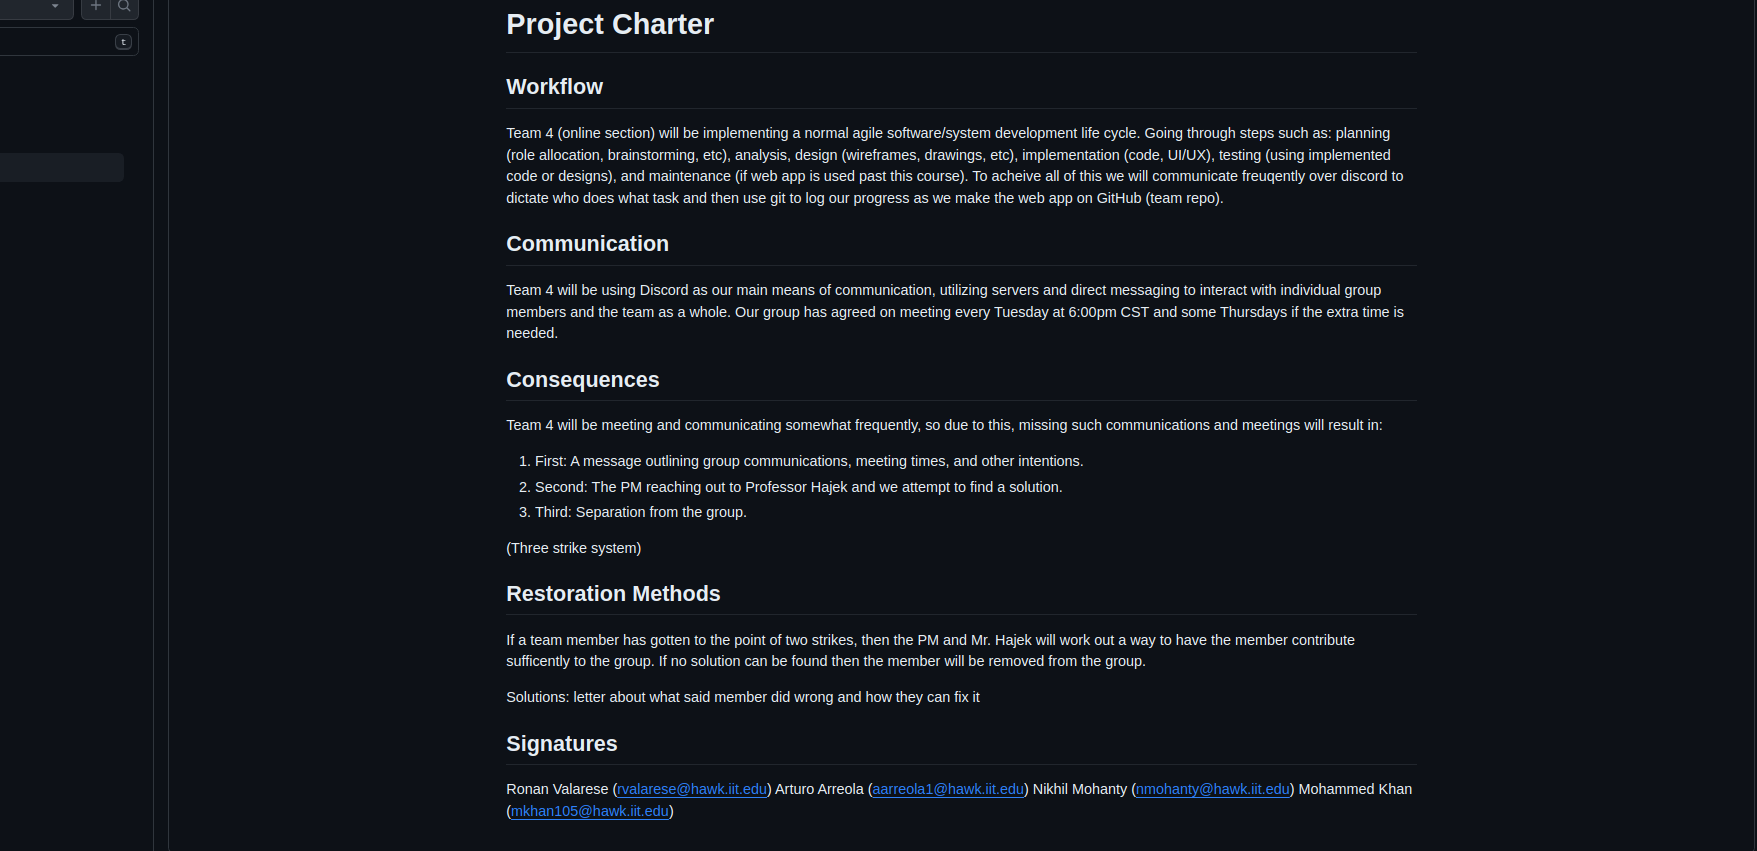 t
Project Charter
Workflow
Team 4 (online section) will be implementing a normal agile software/system development life cycle. Going through steps such as: planning
(role allocation, brainstorming, etc), analysis, design (wireframes, drawings, etc), implementation (code, UI/UX), testing (using implemented
code or designs), and maintenance (if web app is used past this course). To acheive all of this we will communicate freuqently over discord to
dictate who does what task and then use git to log our progress as we make the web app on GitHub (team repo).
Communication
Team 4 will be using Discord as our main means of communication, utilizing servers and direct messaging to interact with individual group
members and the team as a whole. Our group has agreed on meeting every Tuesday at 6:00pm CST and some Thursdays if the extra time is
needed.
Consequences
Team 4 will be meeting and communicating somewhat frequently, so due to this, missing such communications and meetings will result in:
1. First: A message outlining group communications, meeting times, and other intentions.
2. Second: The PM reaching out to Professor Hajek and we attempt to find a solution.
3. Third: Separation from the group.
(Three strike system)
Restoration Methods
If a team member has gotten to the point of two strikes, then the PM and Mr. Hajek will work out a way to have the member contribute
sufficently to the group. If no solution can be found then the member will be removed from the group.
Solutions: letter about what said member did wrong and how they can fix it
Signatures
Ronan Valarese (rvalarese@hawk.iit.edu) Arturo Arreola (aarreola1@hawk.iit.edu) Nikhil Mohanty (nmohanty@hawk.iit.edu) Mohammed Khan
(mkhan105@hawk.iit.edu)